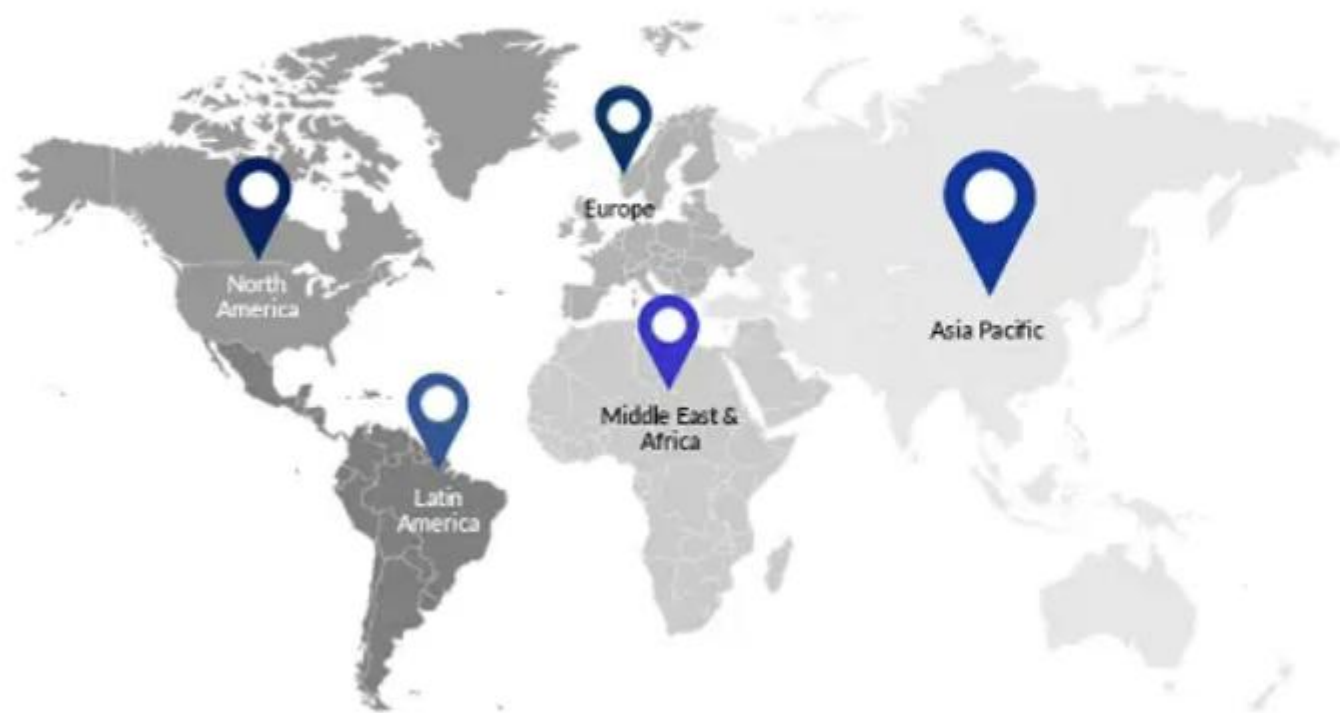 Europe
North
America
Asia Pacific
Middle East &
Africa
Latin
America